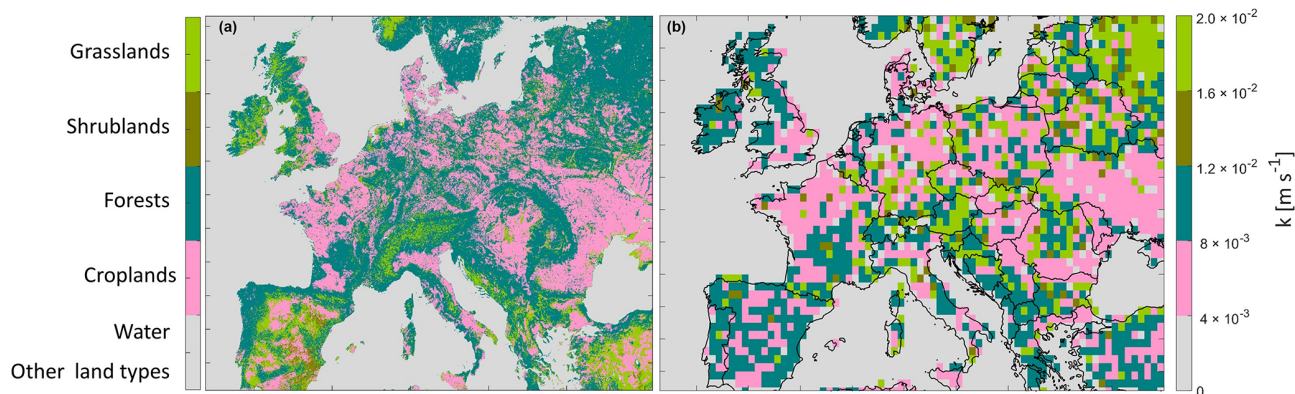 Grasslands
Shrublands
Forests
Croplands
Water
Other land types
(a)
(b)
2.0 × 10⁻²
1.6 × 10⁻²
1.2 × 10⁻²
8 × 10⁻³
4 × 10⁻³
0
k [m s⁻¹]